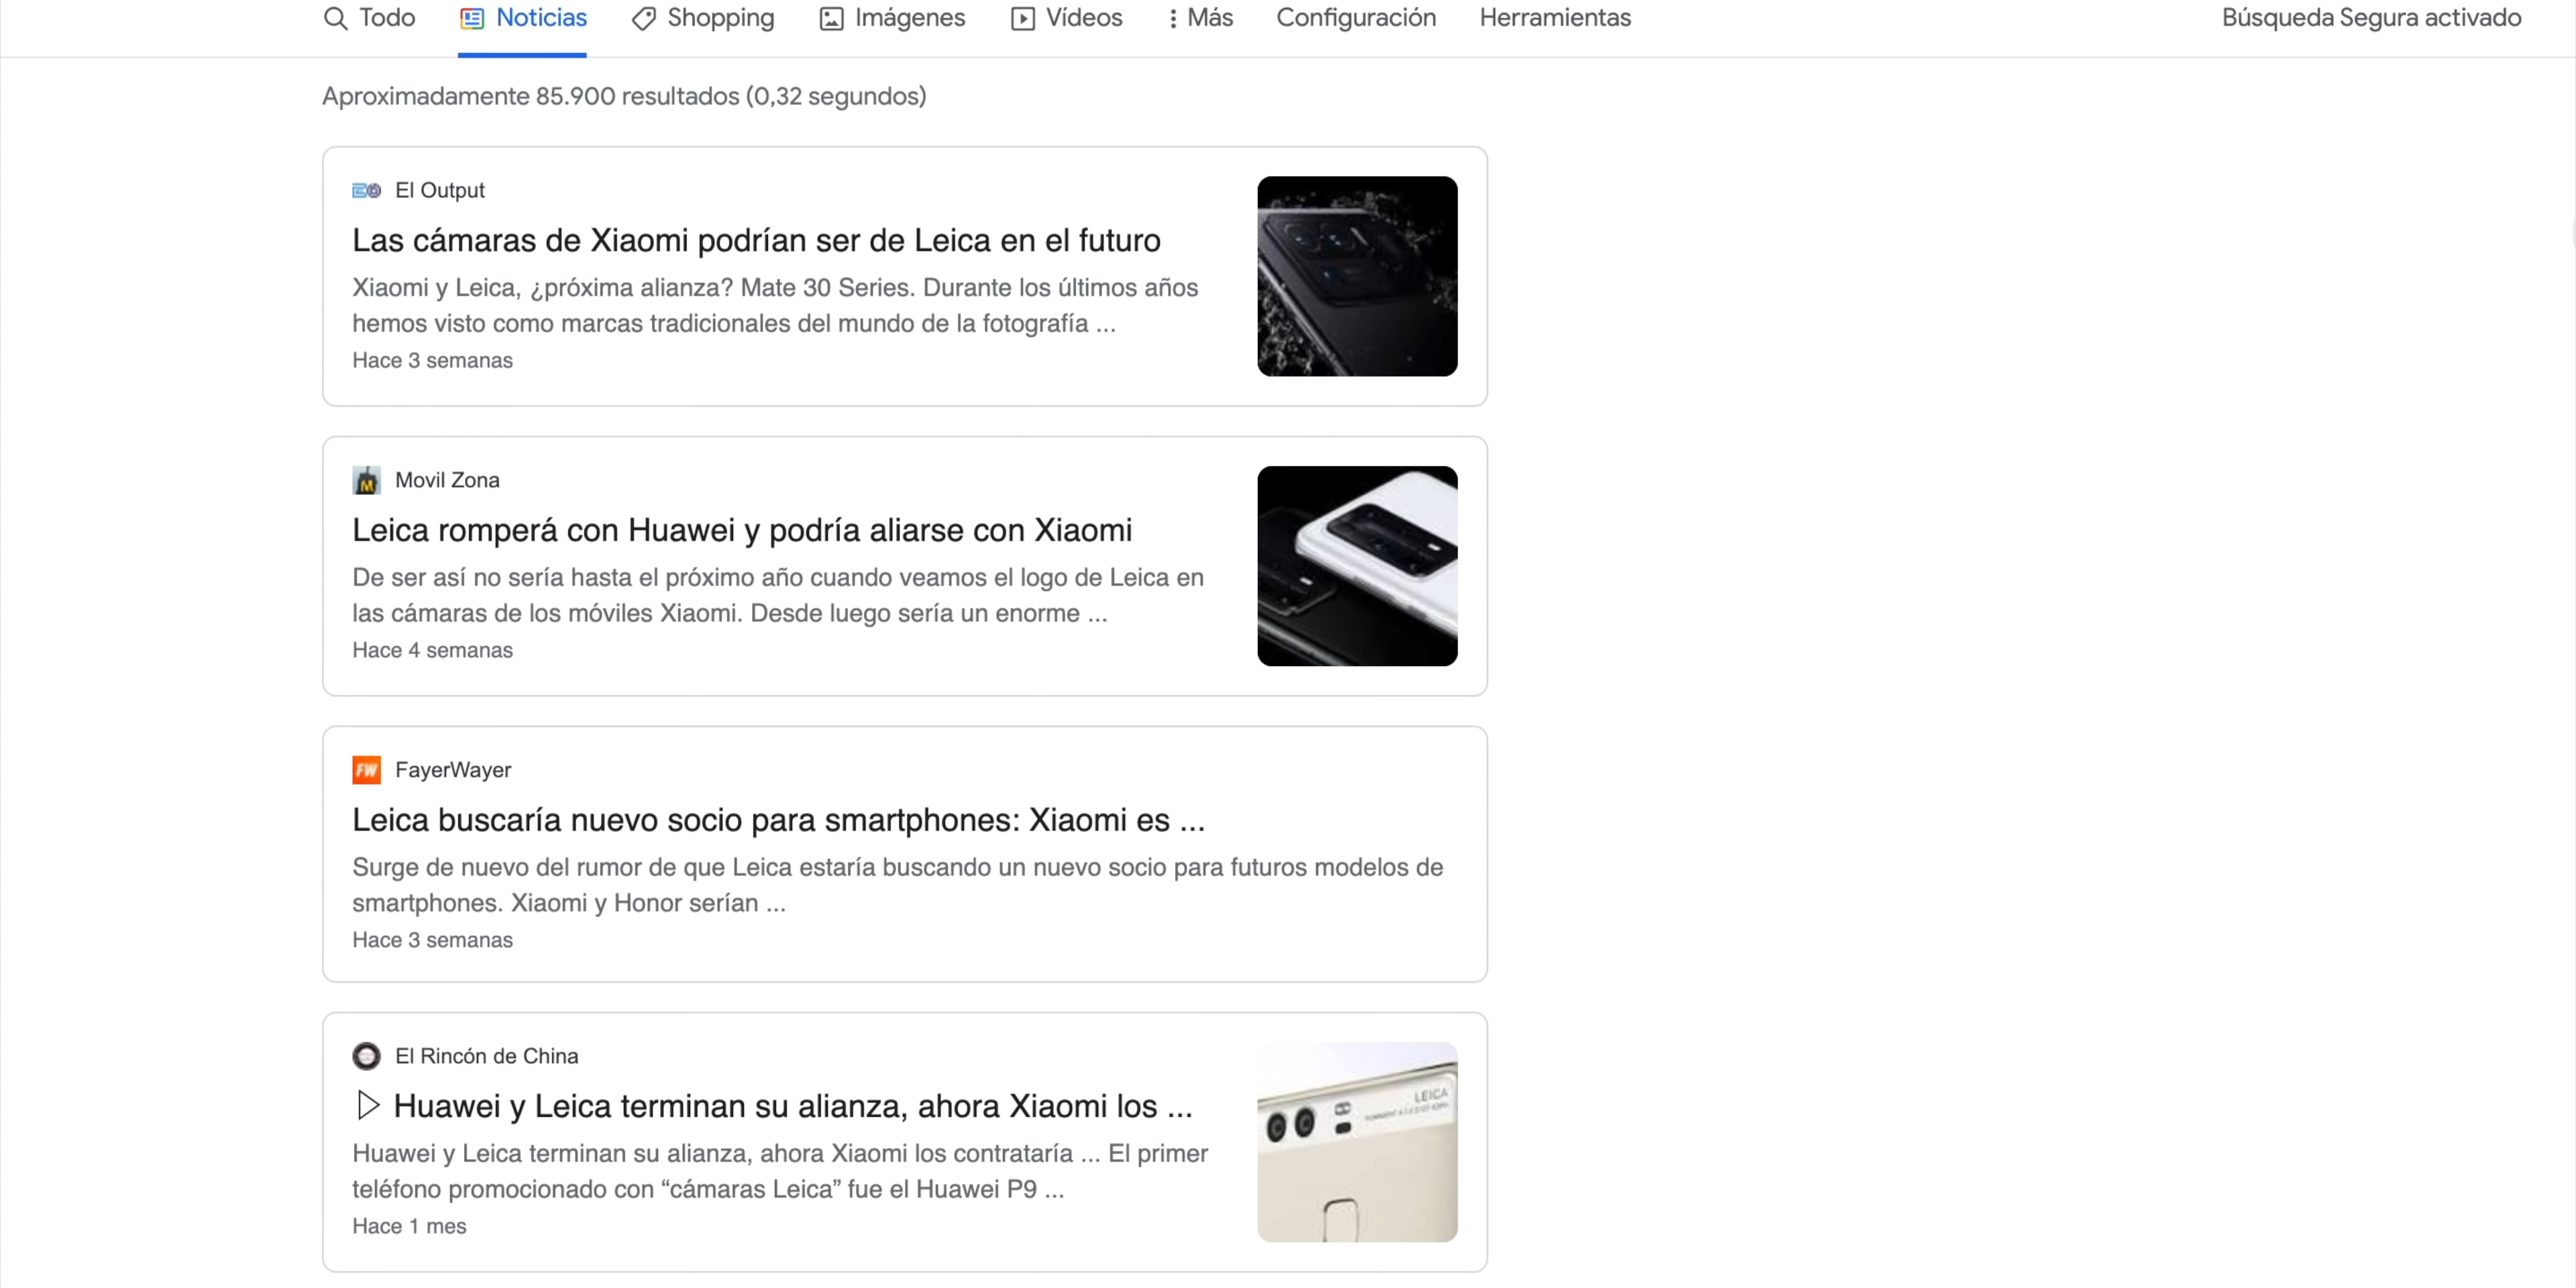 Todo Noticias Shopping Imágenes Vídeos Más Configuración Herramientas Búsqueda Segura activado
Aproximadamente 85.900 resultados (0,32 segundos)
El Output
Las cámaras de Xiaomi podrían ser de Leica en el futuro
Xiaomi y Leica, ¿próxima alianza? Mate 30 Series. Durante los últimos años
hemos visto como marcas tradicionales del mundo de la fotografía ...
Hace 3 semanas
M
Movil Zona
Leica romperá con Huawei y podría aliarse con Xiaomi
De ser así no sería hasta el próximo año cuando veamos el logo de Leica en
las cámaras de los móviles Xiaomi. Desde luego sería un enorme ...
Hace 4 semanas
FW FayerWayer
Leica buscaría nuevo socio para smartphones: Xiaomi es ...
Surge de nuevo del rumor de que Leica estaría buscando un nuevo socio para futuros modelos de
smartphones. Xiaomi y Honor serían ...
Hace 3 semanas
El Rincón de China
Huawei y Leica terminan su alianza, ahora Xiaomi los ...
Huawei y Leica terminan su alianza, ahora Xiaomi los contrataría ... El primer
teléfono promocionado con “cámaras Leica” fue el Huawei P9 ...
Hace 1 mes
LEICA